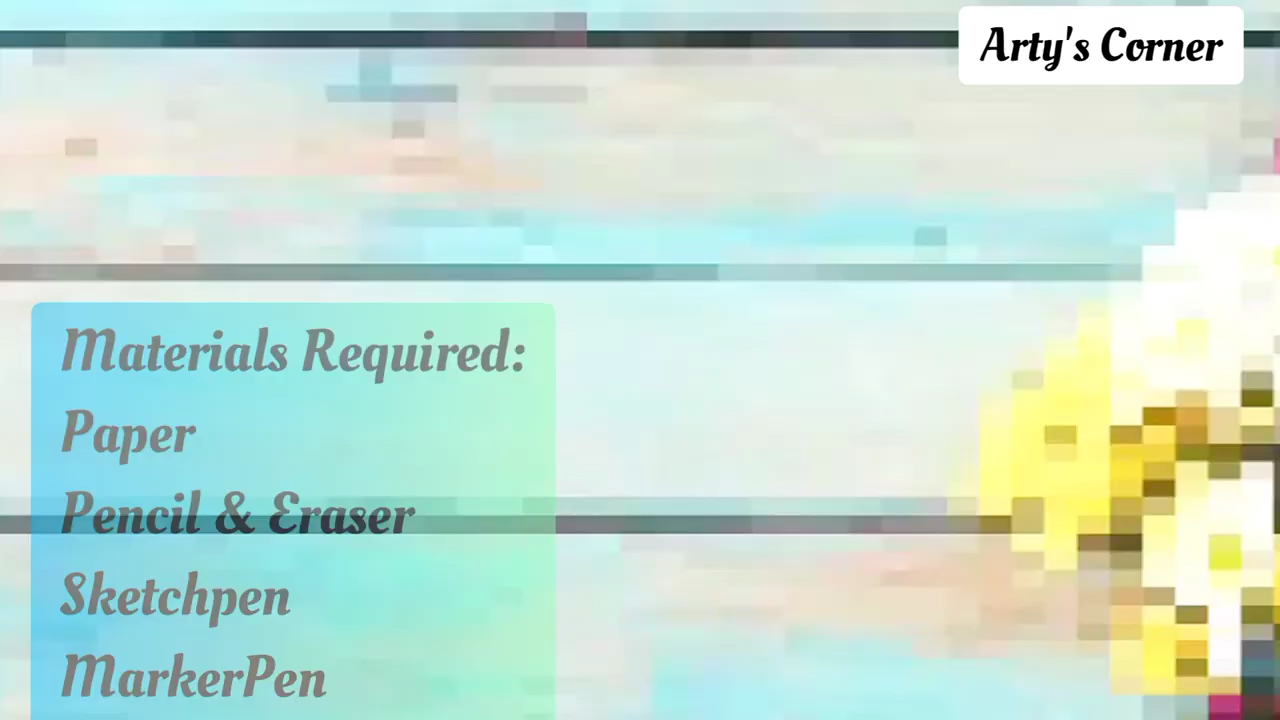 Arty's Corner
Materials Required:
Paper
Pencil & Eraser
Sketchpen
MarkerPen